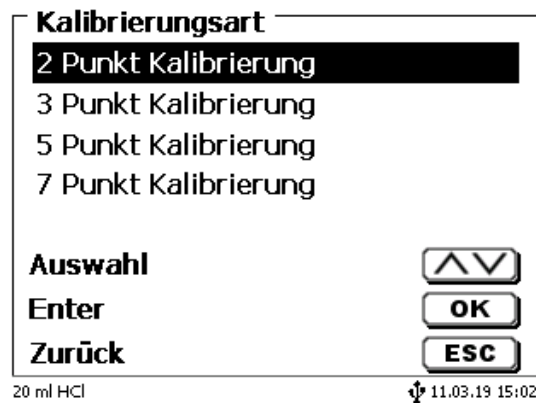 Kalibrierungsart
2 Punkt Kalibrierung
3 Punkt Kalibrierung
5 Punkt Kalibrierung
7 Punkt Kalibrierung
Auswahl
Enter OK
Zurück ESC
20 ml HCl 11.03.19 15:02